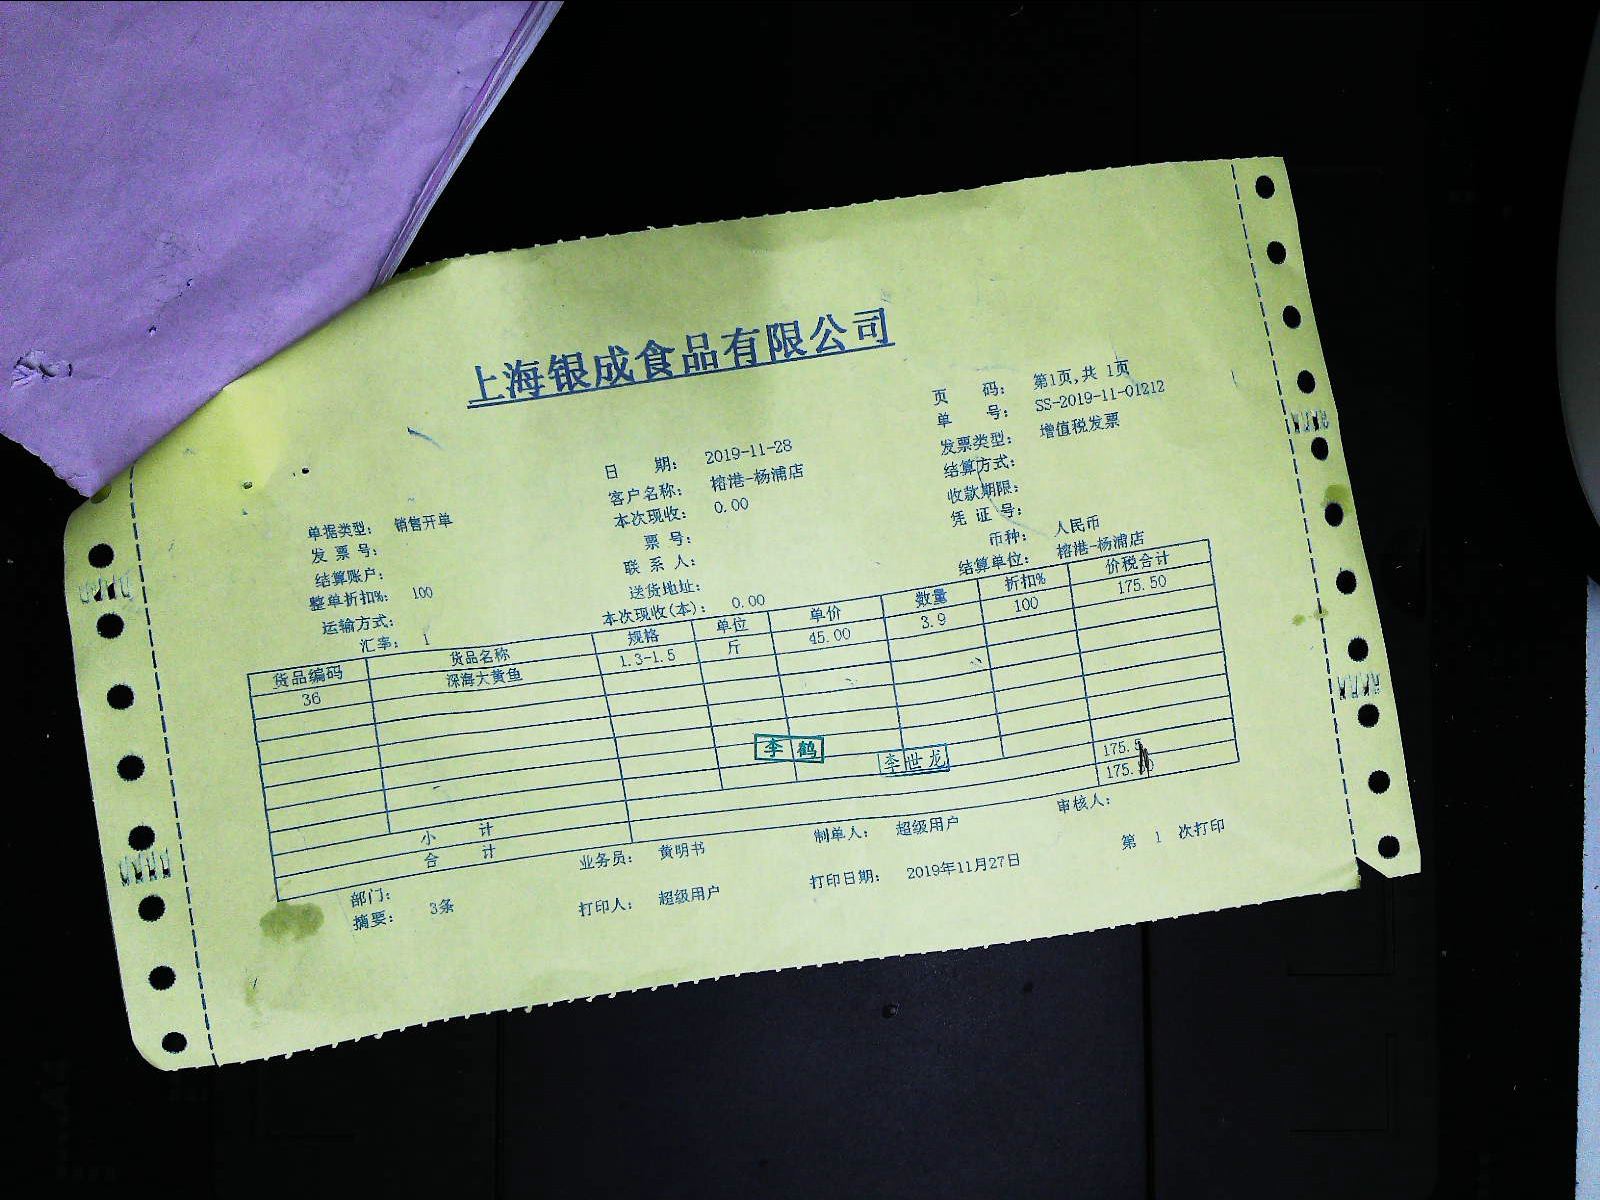 上海银成食品有限公司
页 码： 第1页,共 1页
单 号： SS-2019-11-01212
单据类型： 销售开单 日 期： 2019-11-28 发票类型： 增值税发票
发 票 号： 客户名称： 榕港-杨浦店 结算方式：
结算账户： 本次现收： 0.00 收款期限：
整单折扣%： 100 票 号： 凭 证 号：
运输方式： 联 系 人： 币种： 人民币
汇率： 1 送货地址： 结算单位： 榕港-杨浦店
本次现收(本)： 0.00
货品编码 货品名称 规格 单位 单价 数量 折扣% 价税合计
36 深海大黄鱼 1.3-1.5 斤 45.00 3.9 100 175.50
李鹤 李世龙
小 计 175.5
合 计 175.
部门： 业务员： 黄明书 制单人： 超级用户 审核人：
摘要： 3条 打印人： 超级用户 打印日期： 2019年11月27日 第 1 次打印